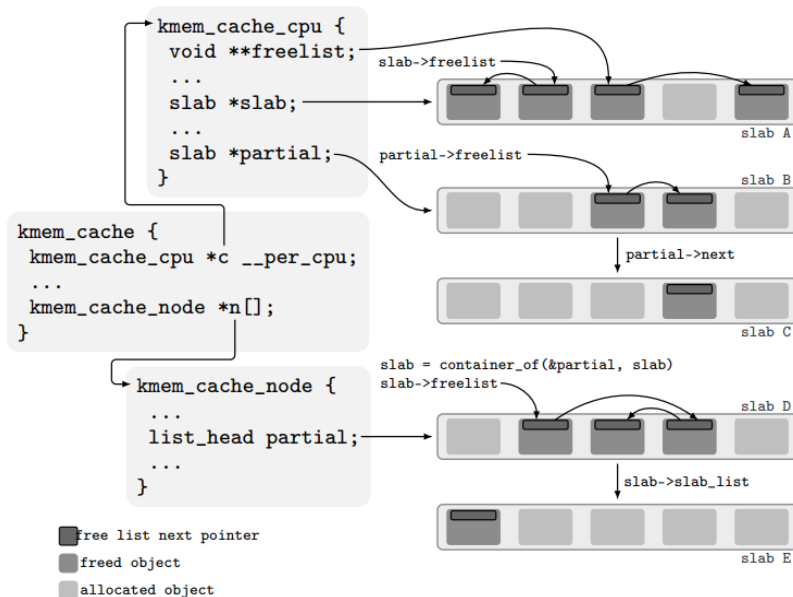 kmem_cache_cpu {
void **freelist;
...
slab *slab;
...
slab *partial;
}
kmem_cache {
kmem_cache_cpu *c __per_cpu;
...
kmem_cache_node *n[];
}
kmem_cache_node {
...
list_head partial;
...
}
slab->freelist
slab A
partial->freelist
slab B
partial->next
slab C
slab = container_of(&partial, slab)
slab->freelist
slab D
slab->slab_list
slab E
free list next pointer
freed object
allocated object